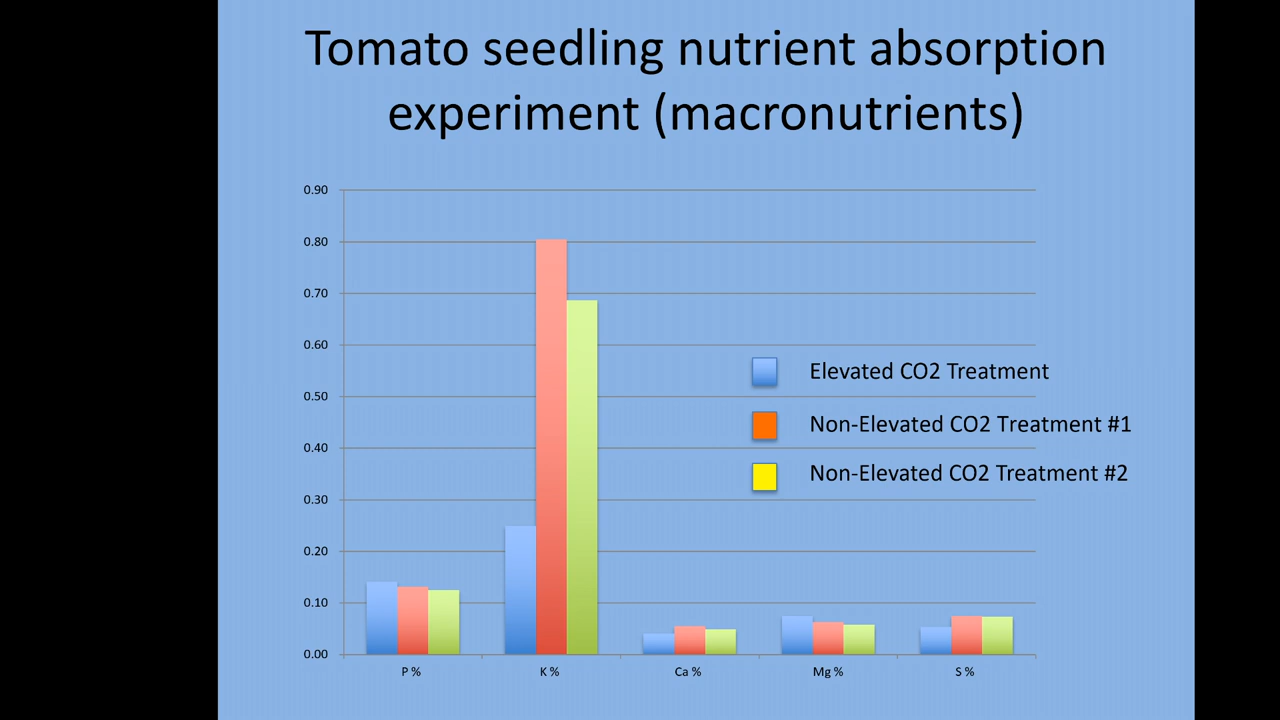 Tomato seedling nutrient absorption
experiment (macronutrients)
0.90
0.80
0.70
0.60
0.50
0.40
0.30
0.20
0.10
0.00
Elevated CO2 Treatment
Non-Elevated CO2 Treatment #1
Non-Elevated CO2 Treatment #2
P %
K %
Ca %
Mg %
S %